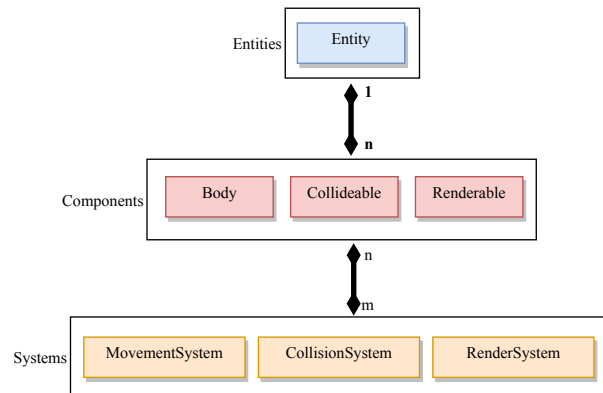 Entities
Entity
1
n
Components
Body
Collideable
Renderable
n
m
Systems
MovementSystem
CollisionSystem
RenderSystem